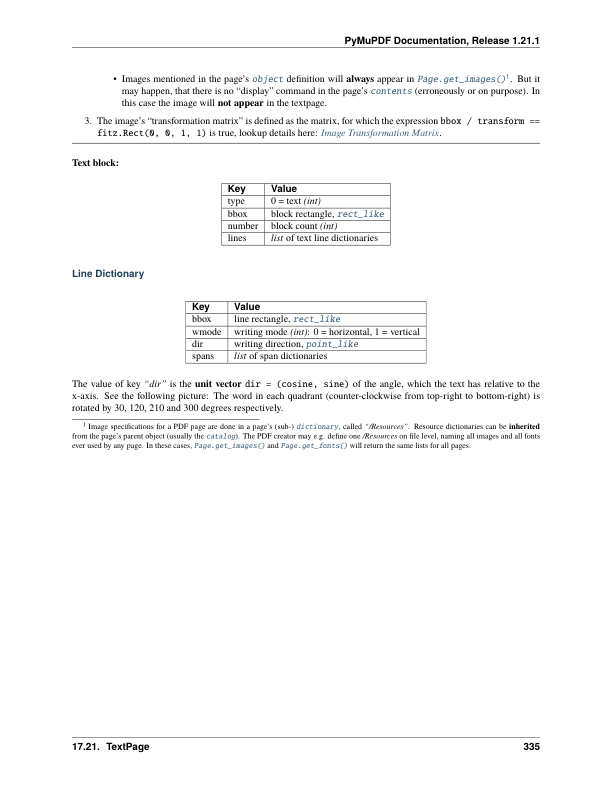 PyMuPDF Documentation, Release 1.21.1
• Images mentioned in the page's object definition will always appear in Page.get_images()1. But it
may happen, that there is no “display” command in the page's contents (erroneously or on purpose). In
this case the image will not appear in the textpage.
3. The image's “transformation matrix” is defined as the matrix, for which the expression bbox / transform ==
fitz.Rect(0, 0, 1, 1) is true, lookup details here: Image Transformation Matrix.
Text block:
Key Value
type 0 = text (int)
bbox block rectangle, rect_like
number block count (int)
lines list of text line dictionaries
Line Dictionary
Key Value
bbox line rectangle, rect_like
wmode writing mode (int): 0 = horizontal, 1 = vertical
dir writing direction, point_like
spans list of span dictionaries
The value of key “dir” is the unit vector dir = (cosine, sine) of the angle, which the text has relative to the
x-axis. See the following picture: The word in each quadrant (counter-clockwise from top-right to bottom-right) is
rotated by 30, 120, 210 and 300 degrees respectively.
1 Image specifications for a PDF page are done in a page's (sub-) dictionary, called “/Resources”. Resource dictionaries can be inherited
from the page's parent object (usually the catalog). The PDF creator may e.g. define one /Resources on file level, naming all images and all fonts
ever used by any page. In these cases, Page.get_images() and Page.get_fonts() will return the same lists for all pages.
17.21. TextPage 335